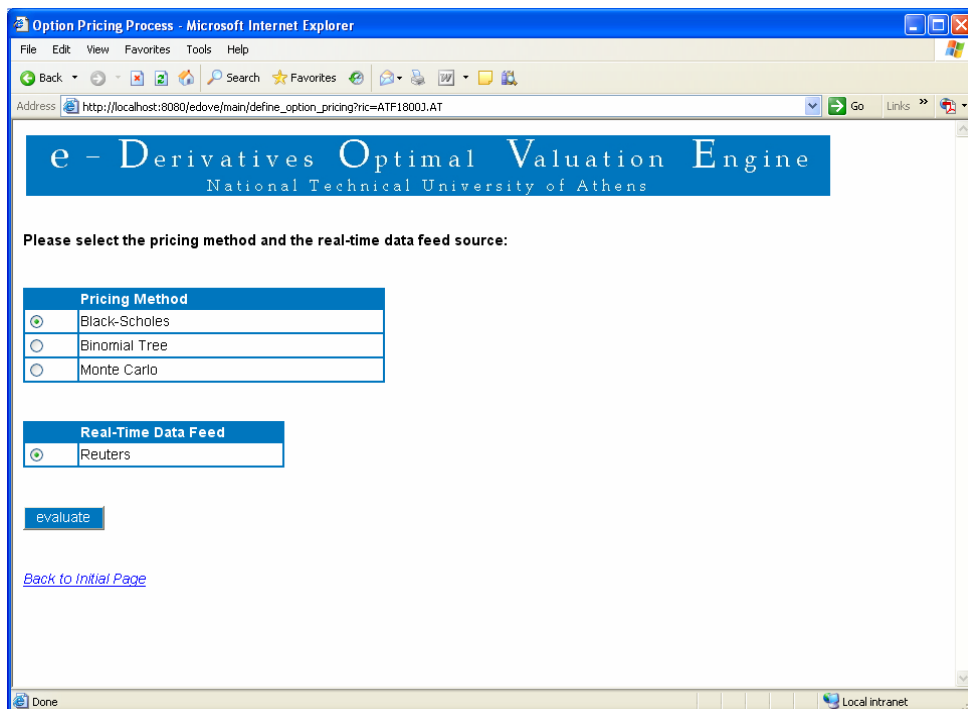 Option Pricing Process - Microsoft Internet Explorer
File Edit View Favorites Tools Help
Back Search Favorites
Address http://localhost:8080/edove/main/define_option_pricing?ric=ATF1800J.AT Go Links »
e - Derivatives Optimal Valuation Engine
National Technical University of Athens
Please select the pricing method and the real-time data feed source:
Pricing Method
Black-Scholes
Binomial Tree
Monte Carlo
Real-Time Data Feed
Reuters
evaluate
Back to Initial Page
Done Local intranet